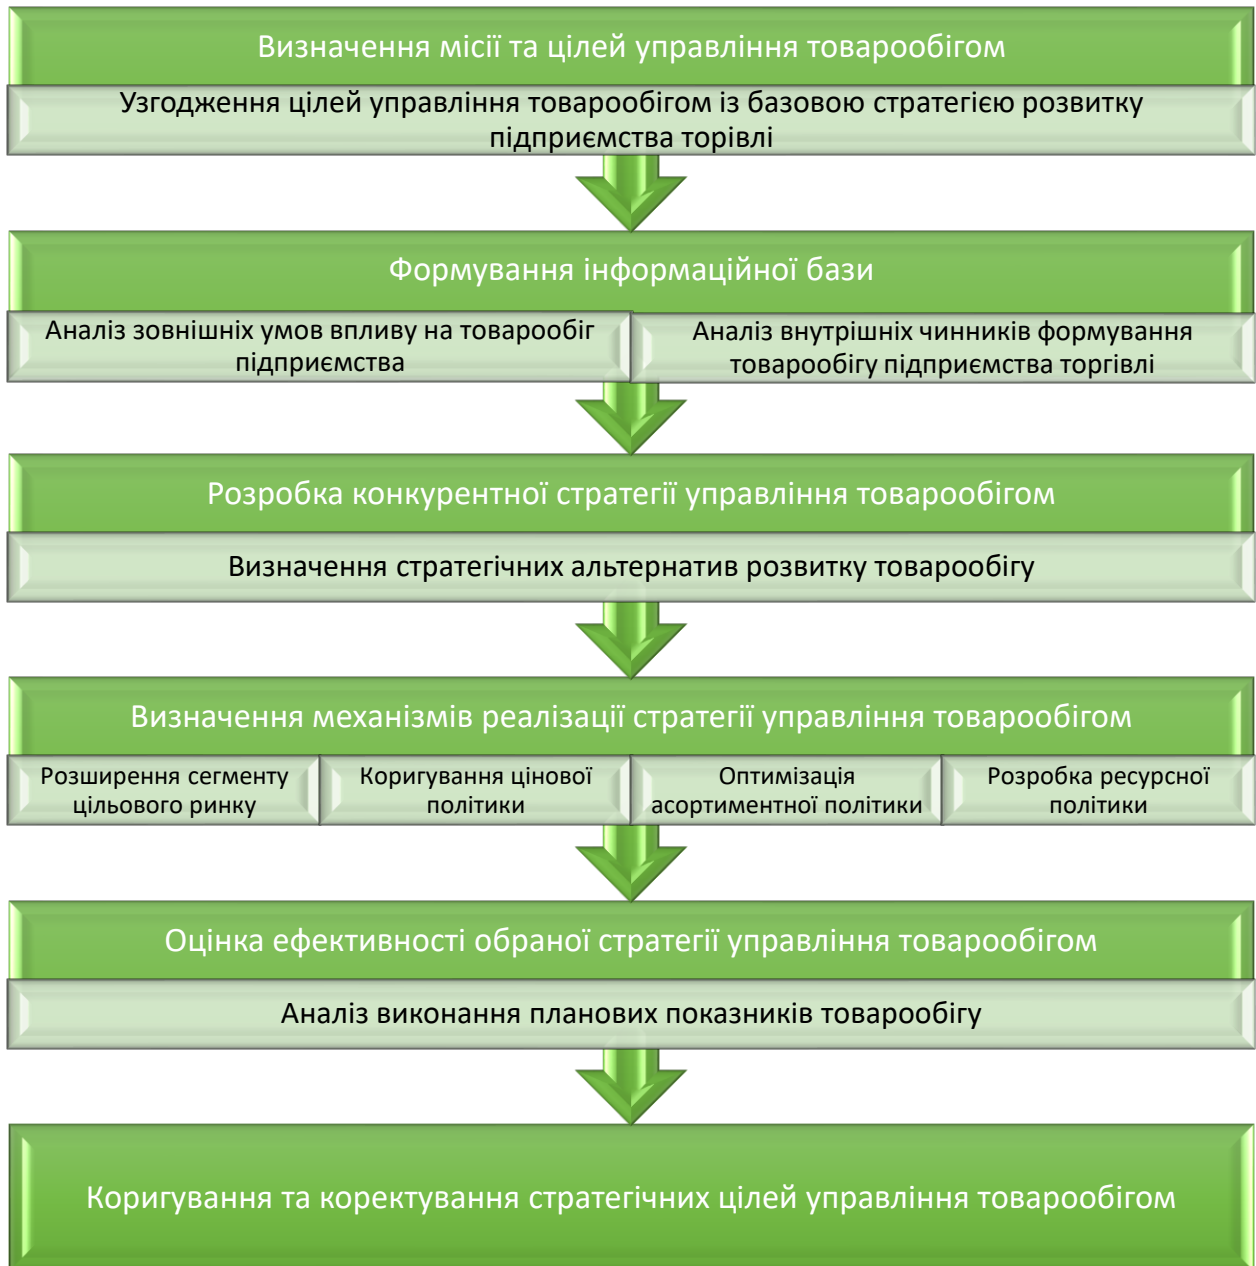 Визначення місії та цілей управління товарообігом
Узгодження цілей управління товарообігом із базовою стратегією розвитку
підприємства торівлі
Формування інформаційної бази
Аналіз зовнішніх умов впливу на товарообіг
підприємства
Аналіз внутрішніх чинників формування
товарообігу підприємства торгівлі
Розробка конкурентної стратегії управління товарообігом
Визначення стратегічних альтернатив розвитку товарообігу
Визначення механізмів реалізації стратегії управління товарообігом
Розширення сегменту
цільового ринку
Коригування цінової
політики
Оптимізація
асортиментної політики
Розробка ресурсної
політики
Оцінка ефективності обраної стратегії управління товарообігом
Аналіз виконання планових показників товарообігу
Коригування та коректування стратегічних цілей управління товарообігом